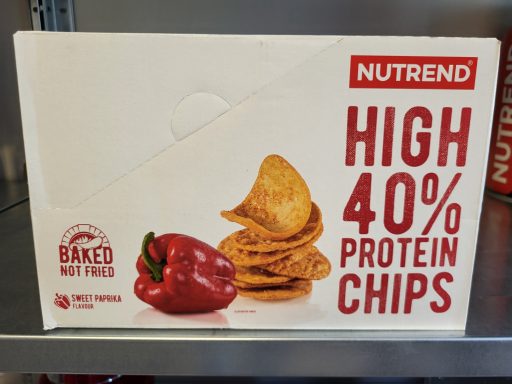 NUTREND®
HIGH
40%
PROTEIN
CHIPS
BAKED
NOT FRIED
SWEET PAPRIKA
FLAVOUR
NUTREND